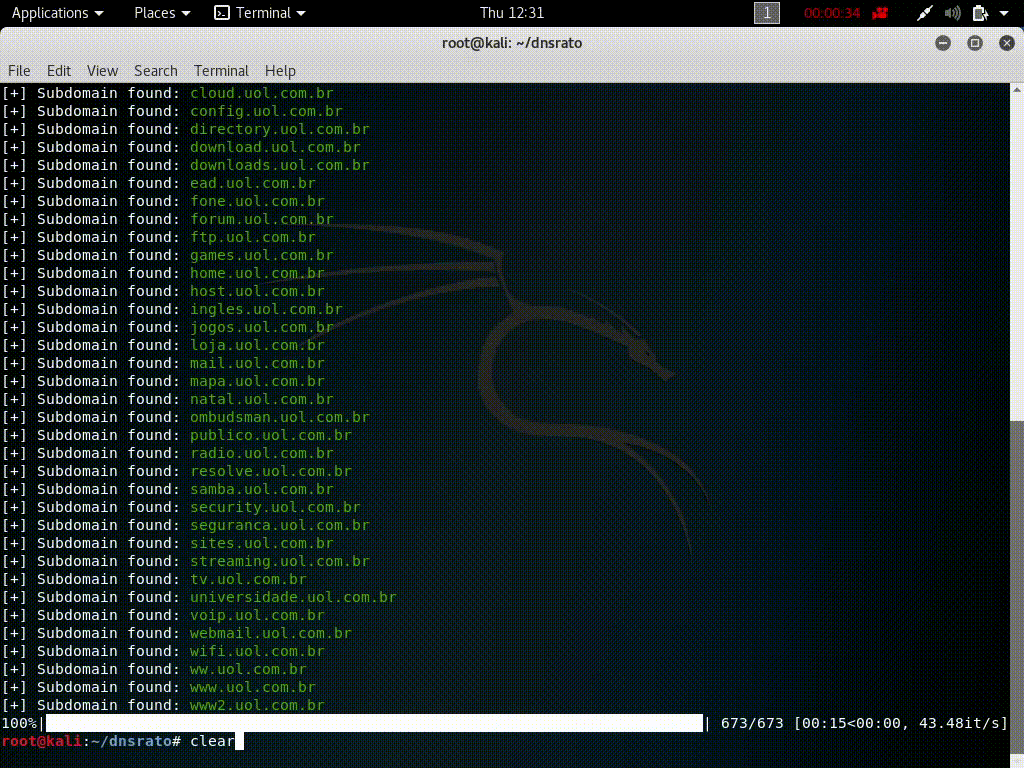 Applications Places Terminal Thu 12:31 1 00:00:34
root@kali: ~/dnsrato
File Edit View Search Terminal Help
[+] Subdomain found: cloud.uol.com.br
[+] Subdomain found: config.uol.com.br
[+] Subdomain found: directory.uol.com.br
[+] Subdomain found: download.uol.com.br
[+] Subdomain found: downloads.uol.com.br
[+] Subdomain found: ead.uol.com.br
[+] Subdomain found: fone.uol.com.br
[+] Subdomain found: forum.uol.com.br
[+] Subdomain found: ftp.uol.com.br
[+] Subdomain found: games.uol.com.br
[+] Subdomain found: home.uol.com.br
[+] Subdomain found: host.uol.com.br
[+] Subdomain found: ingles.uol.com.br
[+] Subdomain found: jogos.uol.com.br
[+] Subdomain found: loja.uol.com.br
[+] Subdomain found: mail.uol.com.br
[+] Subdomain found: mapa.uol.com.br
[+] Subdomain found: natal.uol.com.br
[+] Subdomain found: ombudsman.uol.com.br
[+] Subdomain found: publico.uol.com.br
[+] Subdomain found: radio.uol.com.br
[+] Subdomain found: resolve.uol.com.br
[+] Subdomain found: samba.uol.com.br
[+] Subdomain found: security.uol.com.br
[+] Subdomain found: seguranca.uol.com.br
[+] Subdomain found: sites.uol.com.br
[+] Subdomain found: streaming.uol.com.br
[+] Subdomain found: tv.uol.com.br
[+] Subdomain found: universidade.uol.com.br
[+] Subdomain found: voip.uol.com.br
[+] Subdomain found: webmail.uol.com.br
[+] Subdomain found: wifi.uol.com.br
[+] Subdomain found: ww.uol.com.br
[+] Subdomain found: www.uol.com.br
[+] Subdomain found: www2.uol.com.br
100%| | 673/673 [00:15<00:00, 43.48it/s]
root@kali:~/dnsrato# clear